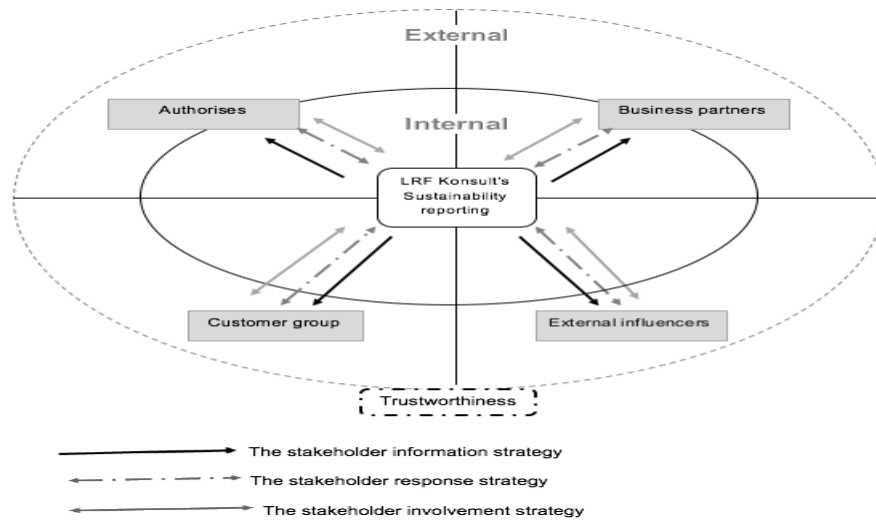 External
Authorises
Business partners
Internal
LRF Konsult's
Sustainability
reporting
Customer group
External influencers
Trustworthiness
The stakeholder information strategy
The stakeholder response strategy
The stakeholder involvement strategy